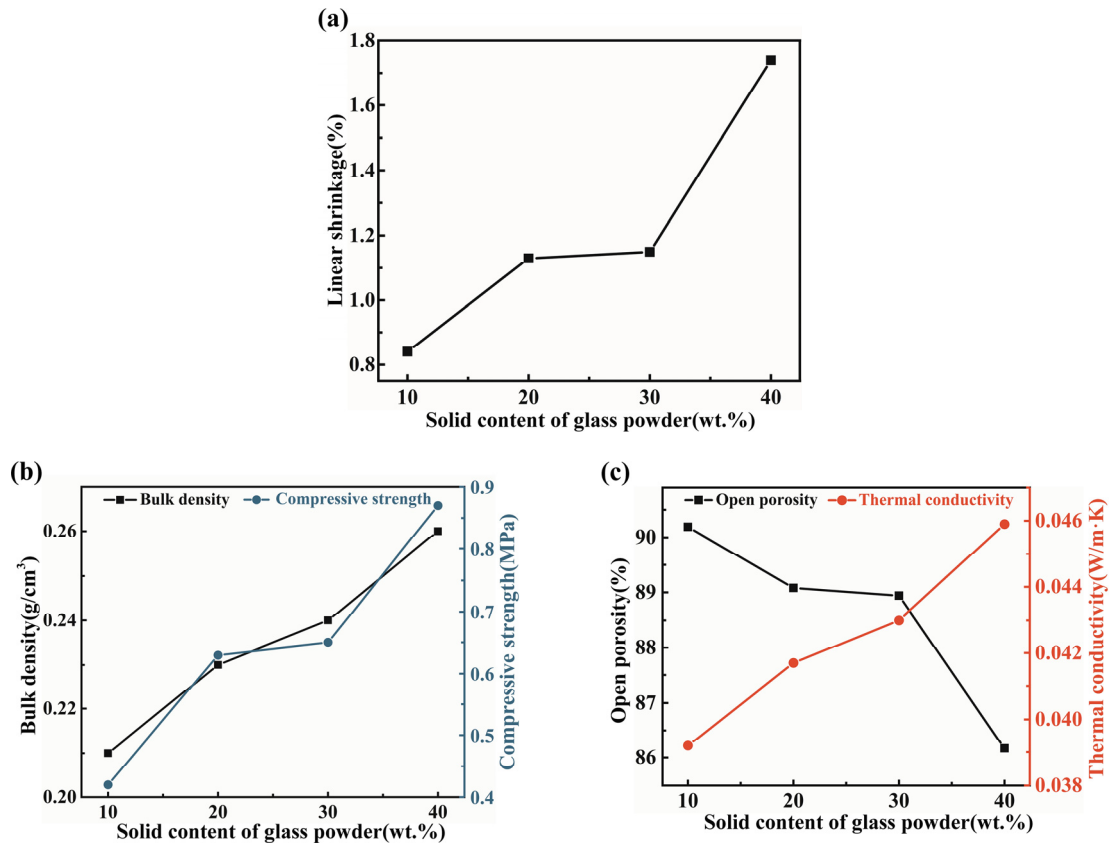 (a)
Linear shrinkage(%)
1.8
1.6
1.4
1.2
1.0
0.8
10 20 30 40
Solid content of glass powder(wt.%)
(b)
Bulk density Compressive strength
Bulk density(g/cm³)
0.26
0.24
0.22
0.20
0.9
0.8
0.7
0.6
0.5
0.4
Compressive strength(MPa)
10 20 30 40
Solid content of glass powder(wt.%)
(c)
Open porosity Thermal conductivity
Open porosity(%)
90
89
88
87
86
0.046
0.044
0.042
0.040
0.038
Thermal conductivity(W/m·K)
10 20 30 40
Solid content of glass powder(wt.%)